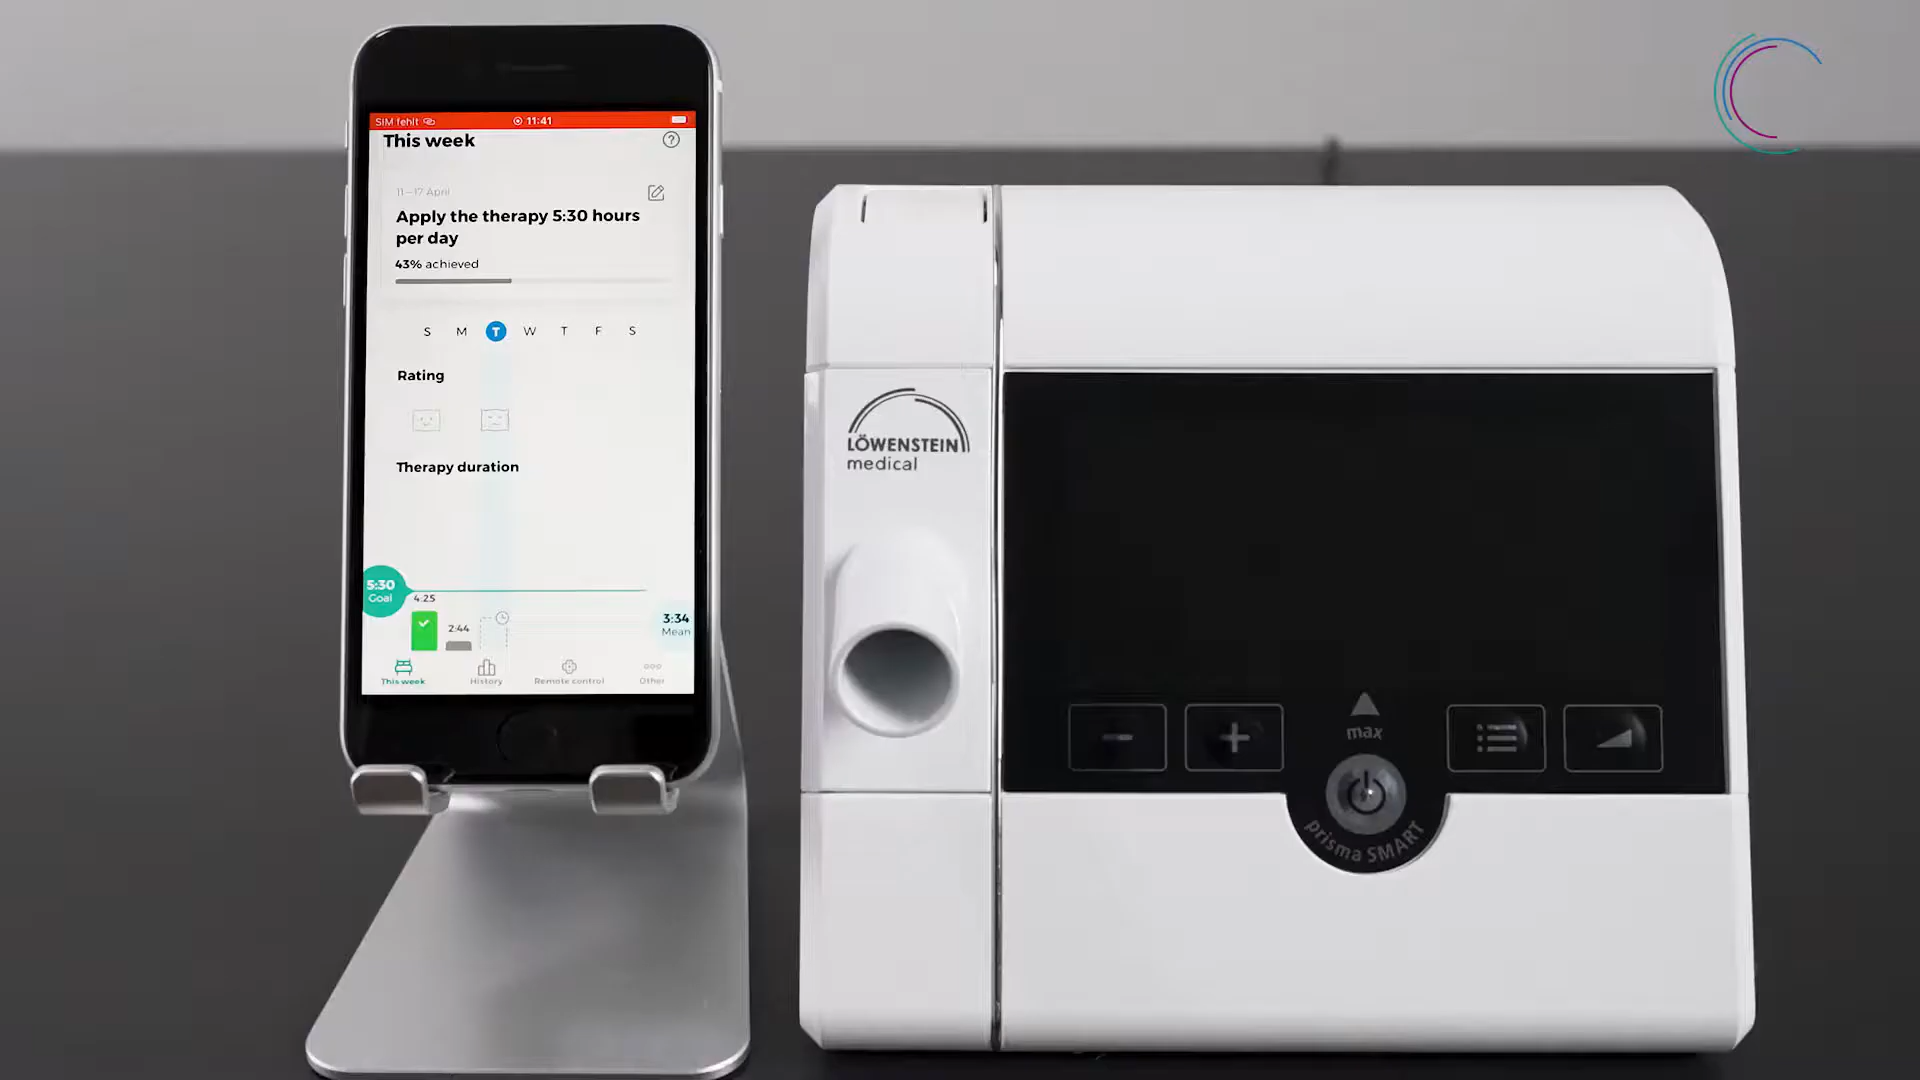 SIM fehlt
11:41
This week
?
11–17 April
Apply the therapy 5:30 hours
per day
43% achieved
S M T W T F S
Rating
Therapy duration
5:30
Goal
4:25
2:44
3:34
Mean
This week
History
Remote control
Other
LÖWENSTEIN
medical
max
prisma SMART